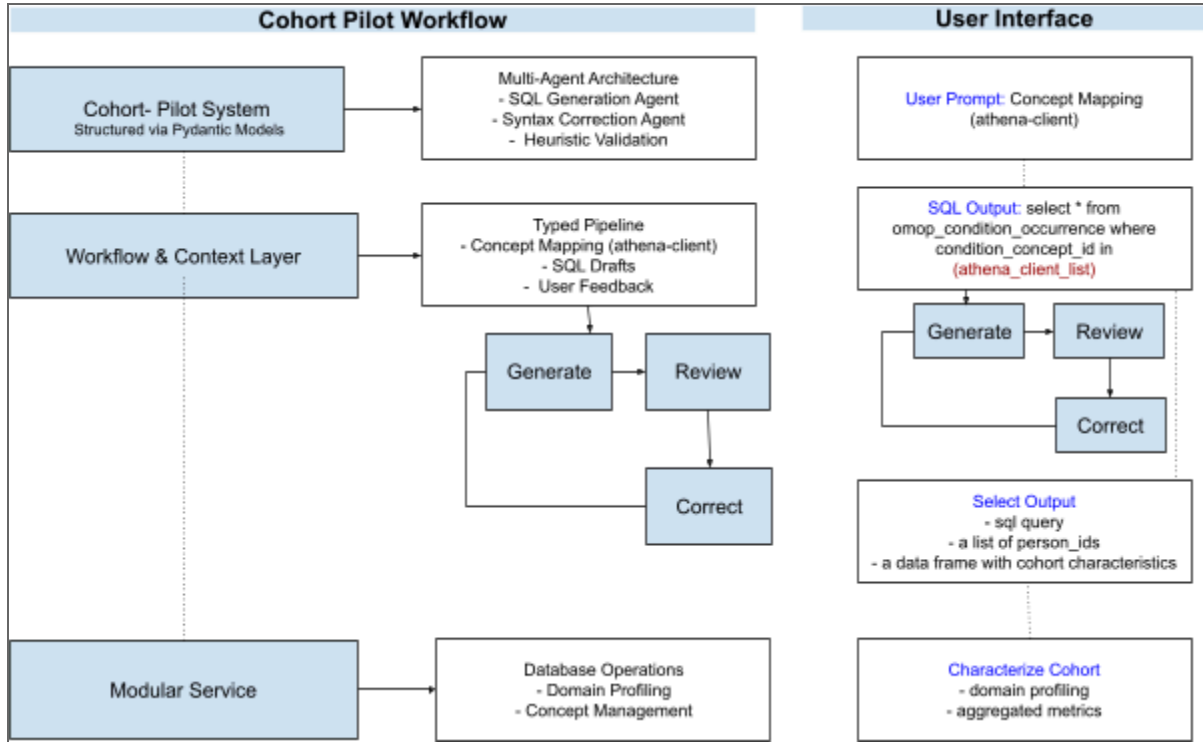 Cohort Pilot Workflow
Cohort- Pilot System
Structured via Pydantic Models
Multi-Agent Architecture
- SQL Generation Agent
- Syntax Correction Agent
- Heuristic Validation
Workflow & Context Layer
Typed Pipeline
- Concept Mapping (athena-client)
- SQL Drafts
- User Feedback
Generate
Review
Correct
Modular Service
Database Operations
- Domain Profiling
- Concept Management
User Interface
User Prompt: Concept Mapping
(athena-client)
SQL Output: select * from
omop_condition_occurrence where
condition_concept_id in
(athena_client_list)
Generate
Review
Correct
Select Output
- sql query
- a list of person_ids
- a data frame with cohort characteristics
Characterize Cohort
- domain profiling
- aggregated metrics